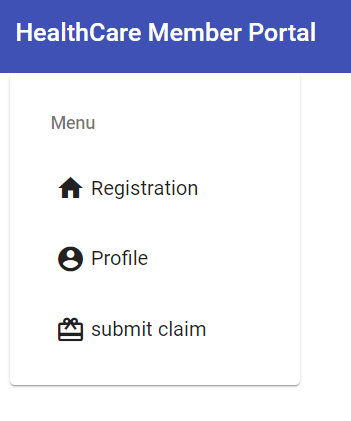 HealthCare Member Portal
Menu
Registration
Profile
submit claim